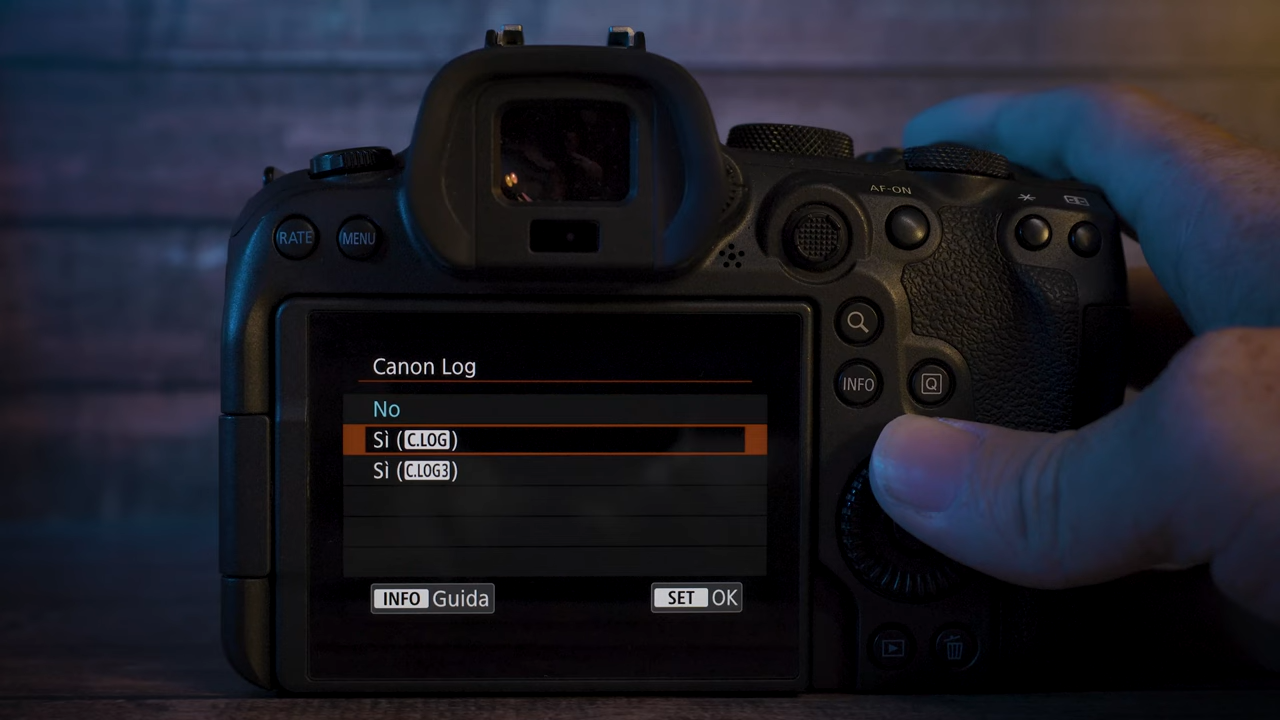 AF-ON
RATE MENU
INFO Q
Canon Log
No
Sì (C.LOG)
Sì (C.LOG3)
INFO Guida
SET OK